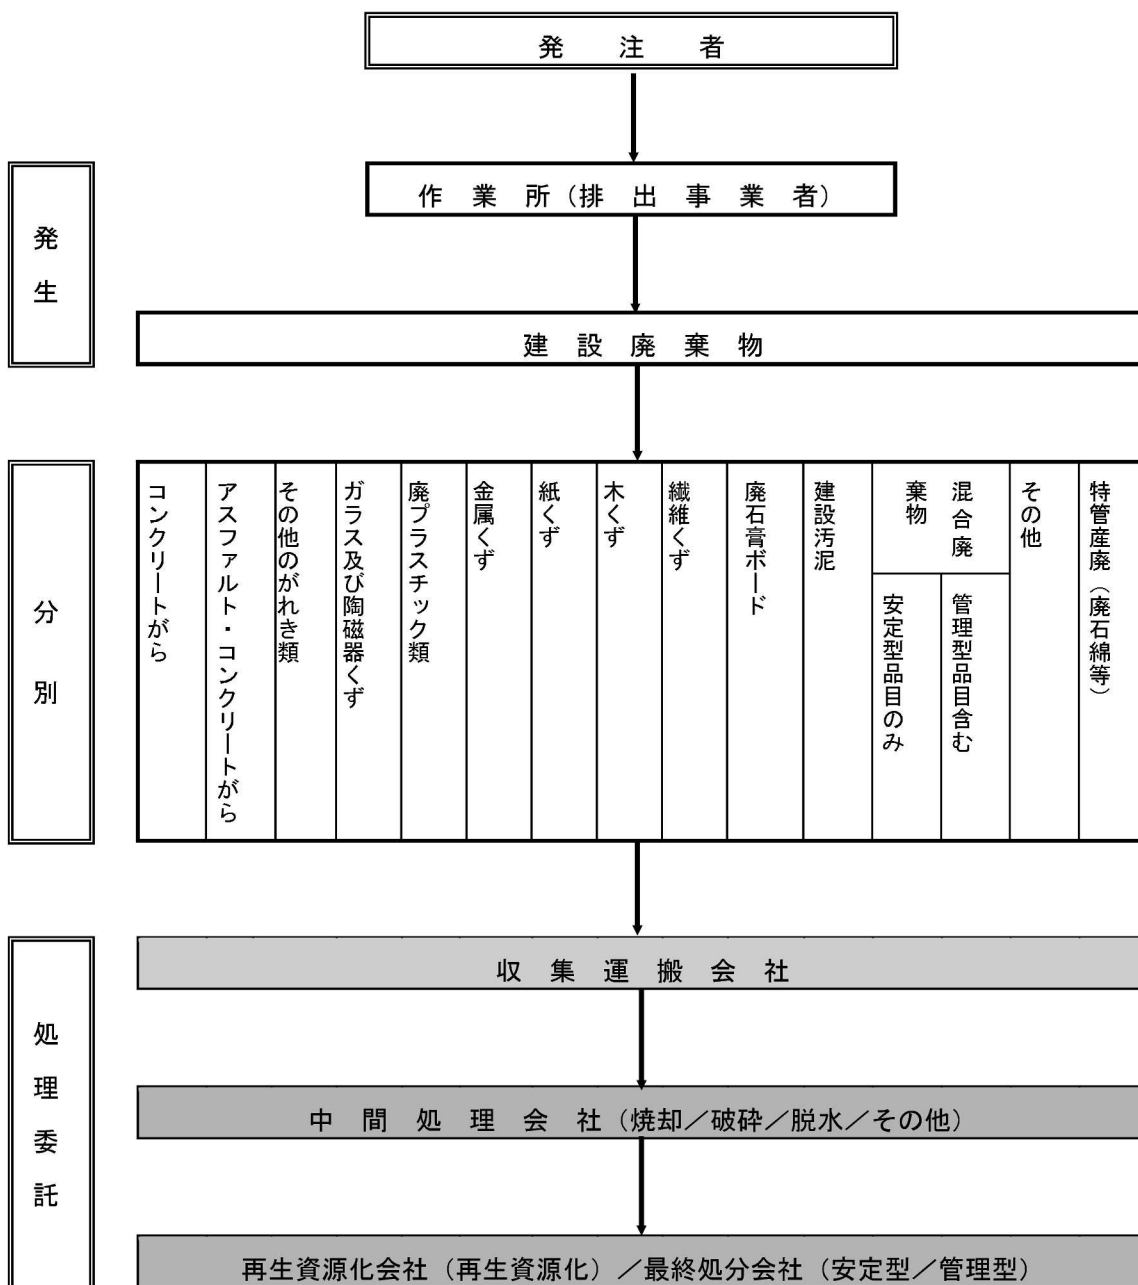 発注者
発生
作業所(排出事業者)
建設廃棄物
分別
コンクリートがら
アスファルト・コンクリートがら
その他のがれき類
ガラス及び陶磁器くず
廃プラスチック類
金属くず
紙くず
木くず
繊維くず
廃石膏ボード
建設汚泥
混合廃
棄物
安定型品目のみ
管理型品目含む
その他
特管産廃(廃石綿等)
処理委託
収集運搬会社
中間処理会社(焼却/破砕/脱水/その他)
再生資源化会社(再生資源化)/最終処分会社(安定型/管理型)